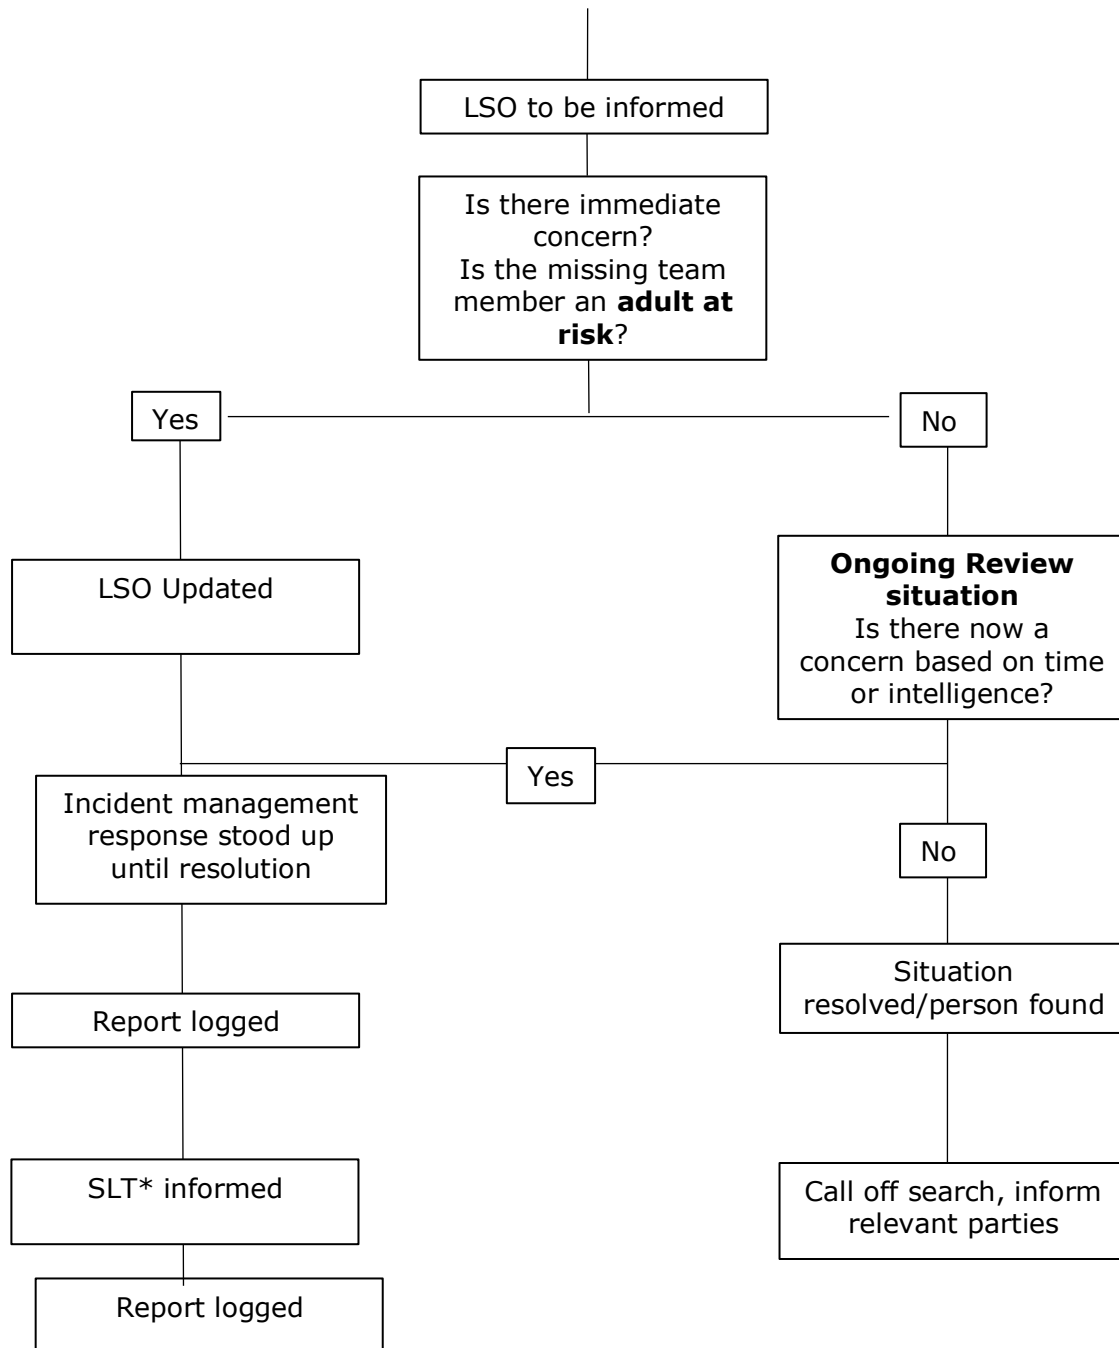 LSO to be informed
Is there immediate
concern?
Is the missing team
member an adult at
risk?
Yes
No
LSO Updated
Ongoing Review
situation
Is there now a
concern based on time
or intelligence?
Yes
Incident management
response stood up
until resolution
No
Situation
resolved/person found
Report logged
SLT* informed
Call off search, inform
relevant parties
Report logged